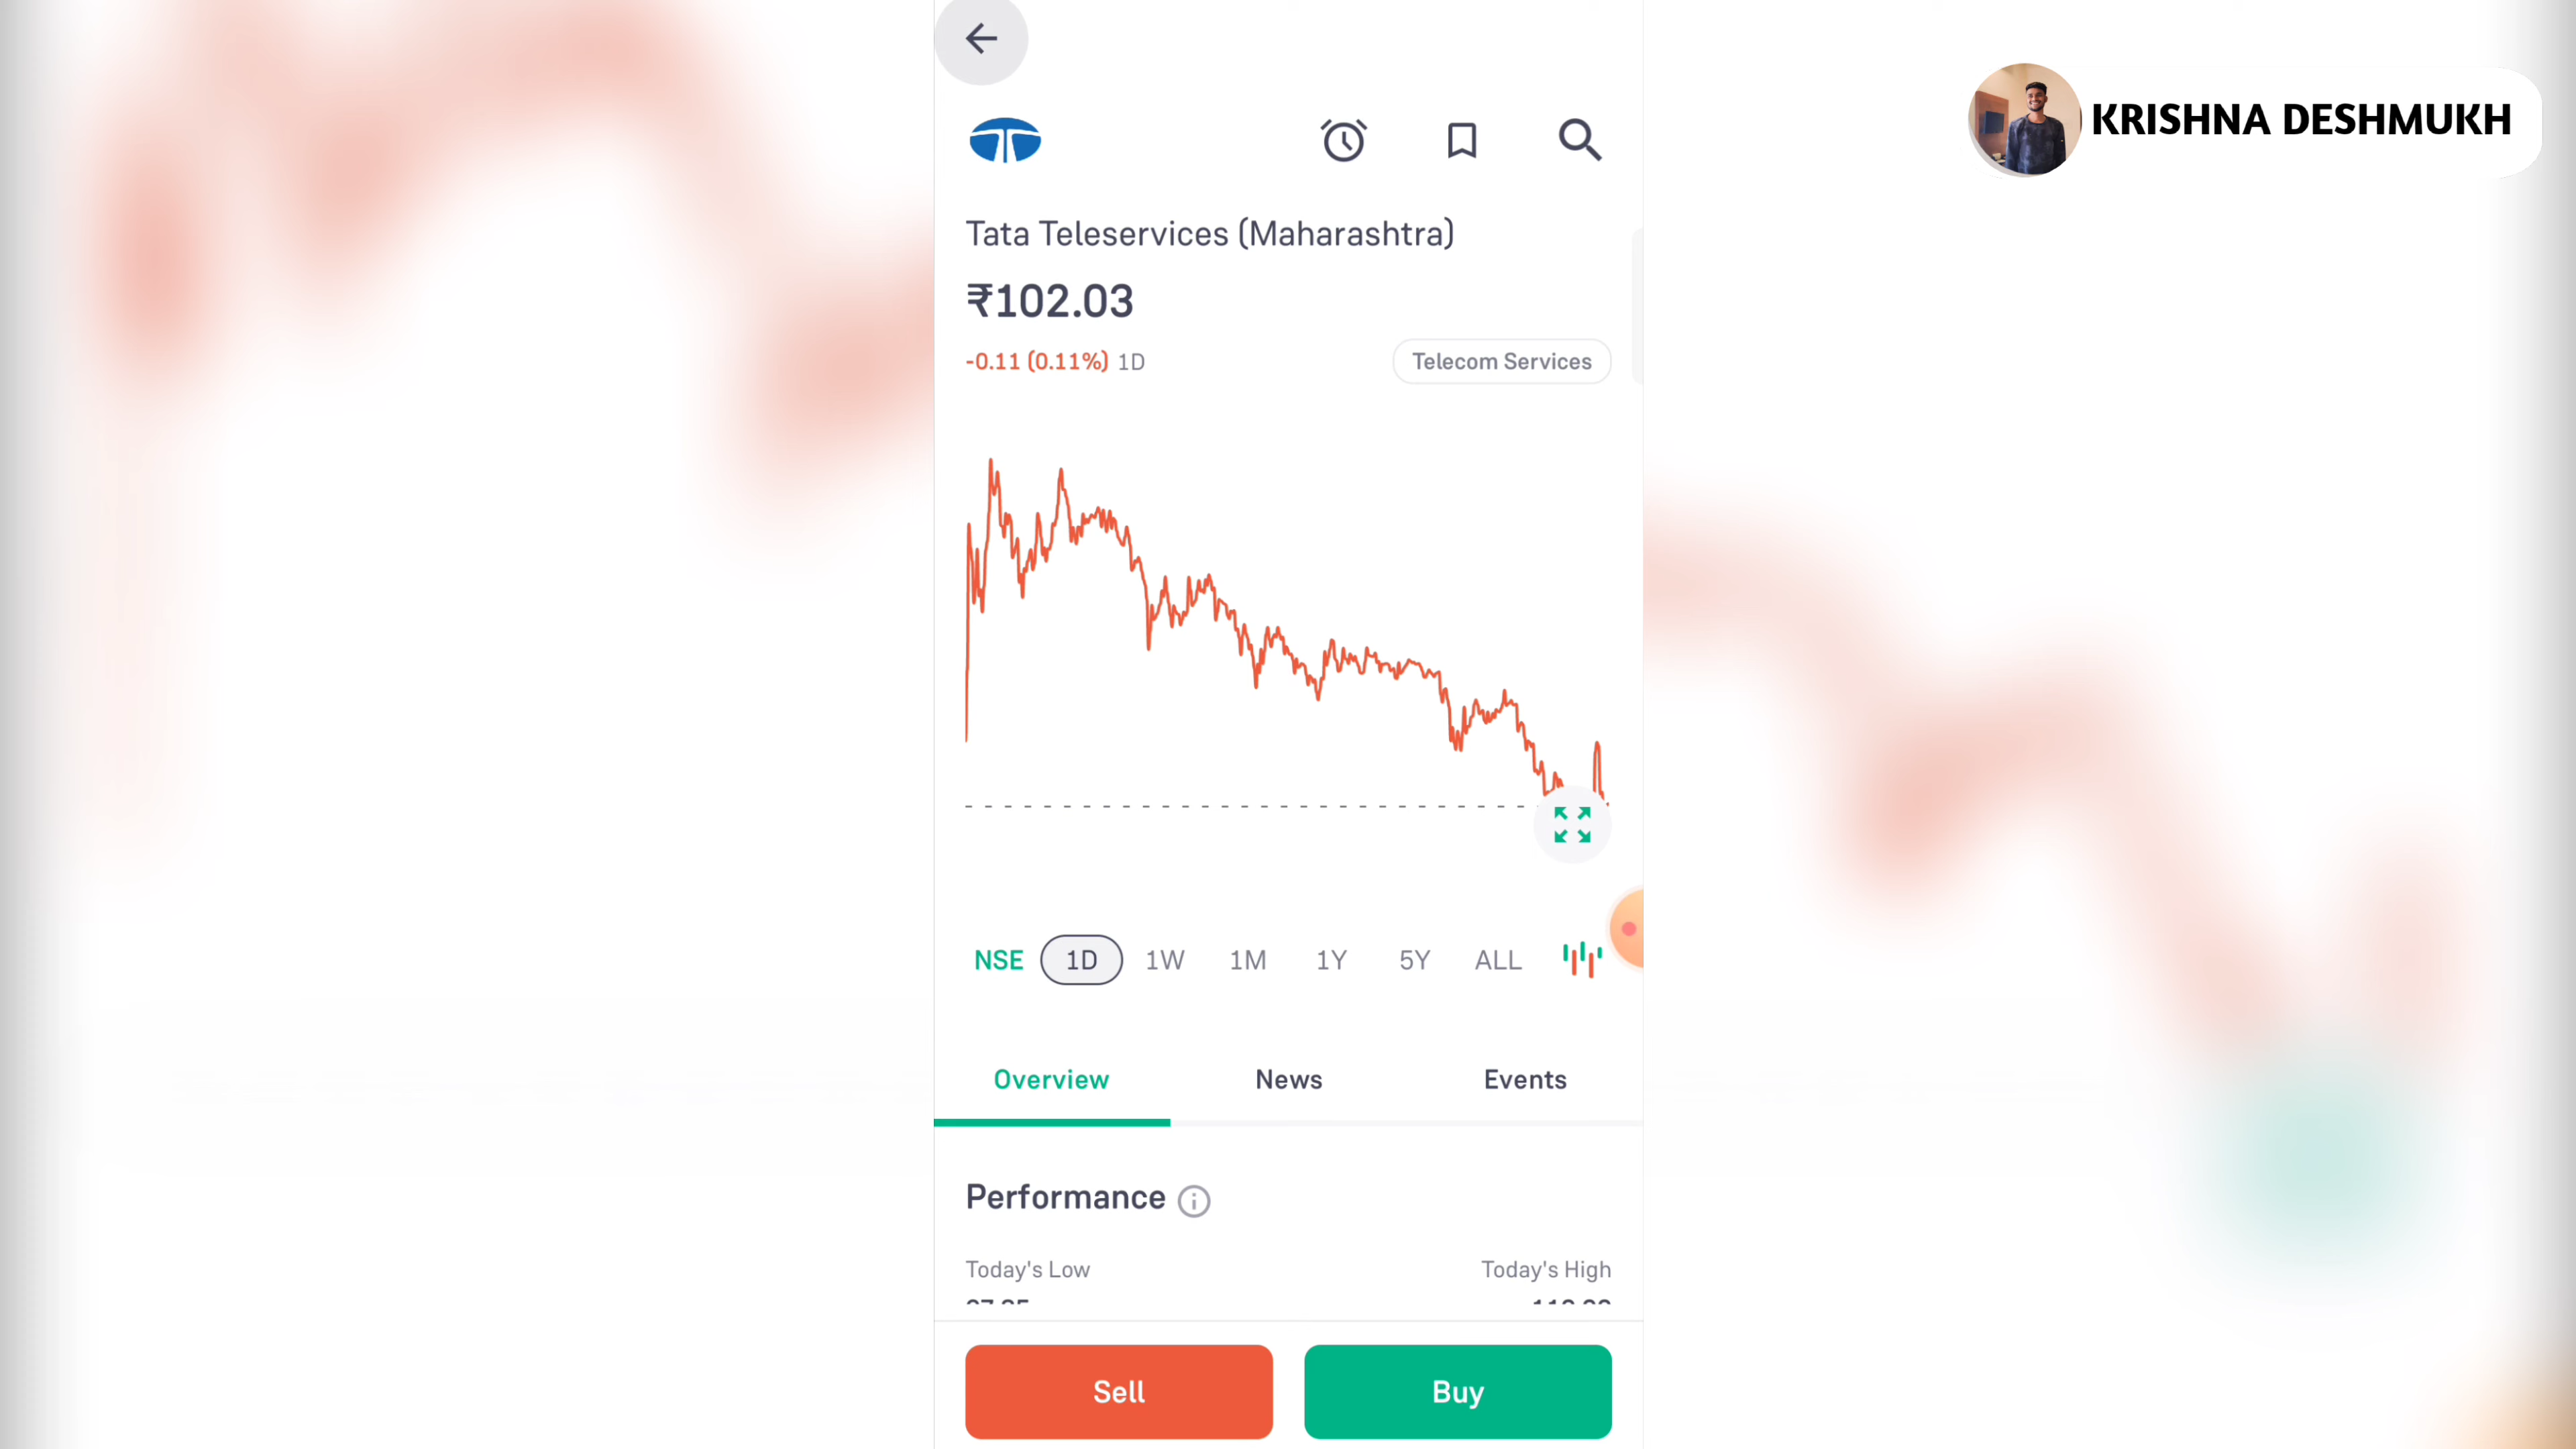 KRISHNA DESHMUKH
Tata Teleservices (Maharashtra)
₹102.03
-0.11 (0.11%) 1D
Telecom Services
NSE 1D 1W 1M 1Y 5Y ALL
Overview News Events
Performance
Today's Low Today's High
Sell Buy